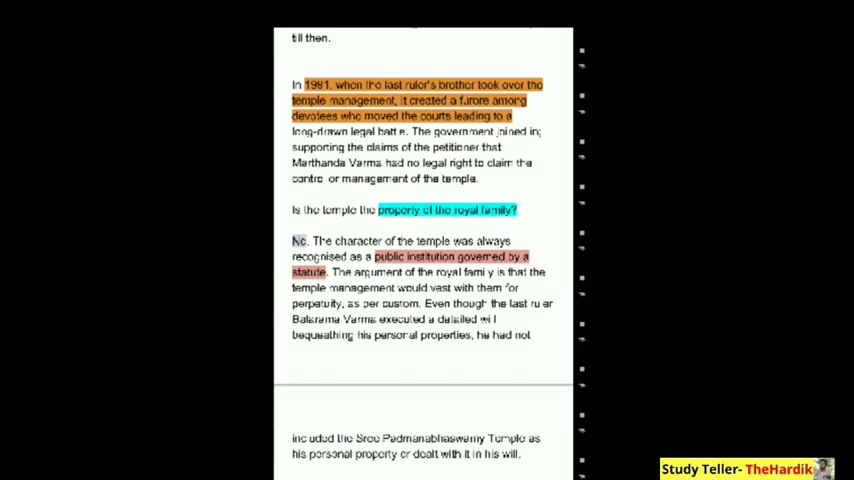 till then.
In 1991, when the last ruler's brother took over the
temple management, it created a furore among
devotees who moved the courts leading to a
long-drawn legal battle. The government joined in;
supporting the claims of the petitioner that
Marthanda Varma had no legal right to claim the
control or management of the temple.
Is the temple the property of the royal family?
No. The character of the temple was always
recognised as a public institution governed by a
statute. The argument of the royal family is that the
temple management would vest with them for
perpetuity, as per custom. Even though the last ruler
Balarama Varma executed a detailed will
bequeathing his personal properties, he had not
included the Sree Padmanabhaswamy Temple as
his personal property or dealt with it in his will.
Study Teller- TheHardik